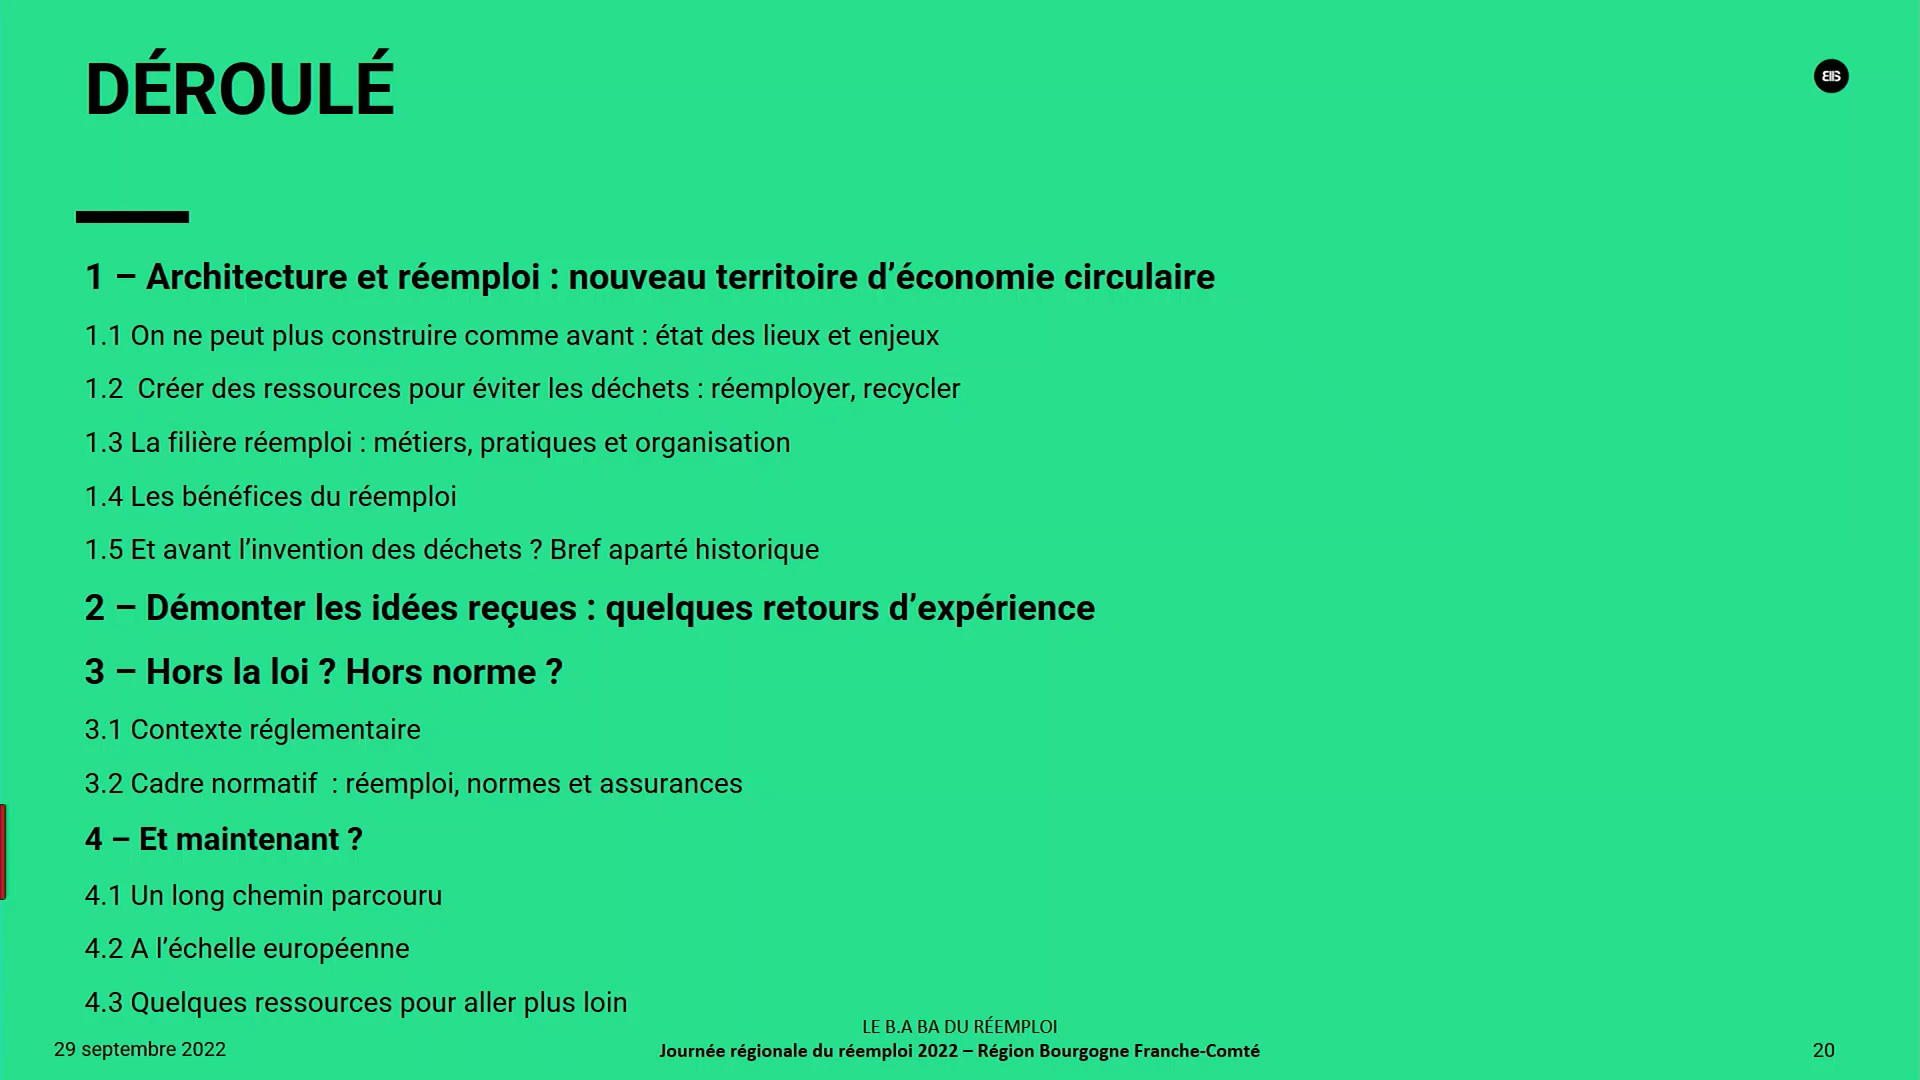 DÉROULÉ
1 – Architecture et réemploi : nouveau territoire d’économie circulaire
1.1 On ne peut plus construire comme avant : état des lieux et enjeux
1.2  Créer des ressources pour éviter les déchets : réemployer, recycler
1.3 La filière réemploi : métiers, pratiques et organisation
1.4 Les bénéfices du réemploi
1.5 Et avant l’invention des déchets ? Bref aparté historique
2 – Démonter les idées reçues : quelques retours d’expérience
3 – Hors la loi ? Hors norme ?
3.1 Contexte réglementaire
3.2 Cadre normatif  : réemploi, normes et assurances
4 – Et maintenant ?
4.1 Un long chemin parcouru
4.2 A l’échelle européenne
4.3 Quelques ressources pour aller plus loin
LE B.A BA DU RÉEMPLOI
29 septembre 2022
Journée régionale du réemploi 2022 – Région Bourgogne Franche-Comté
20